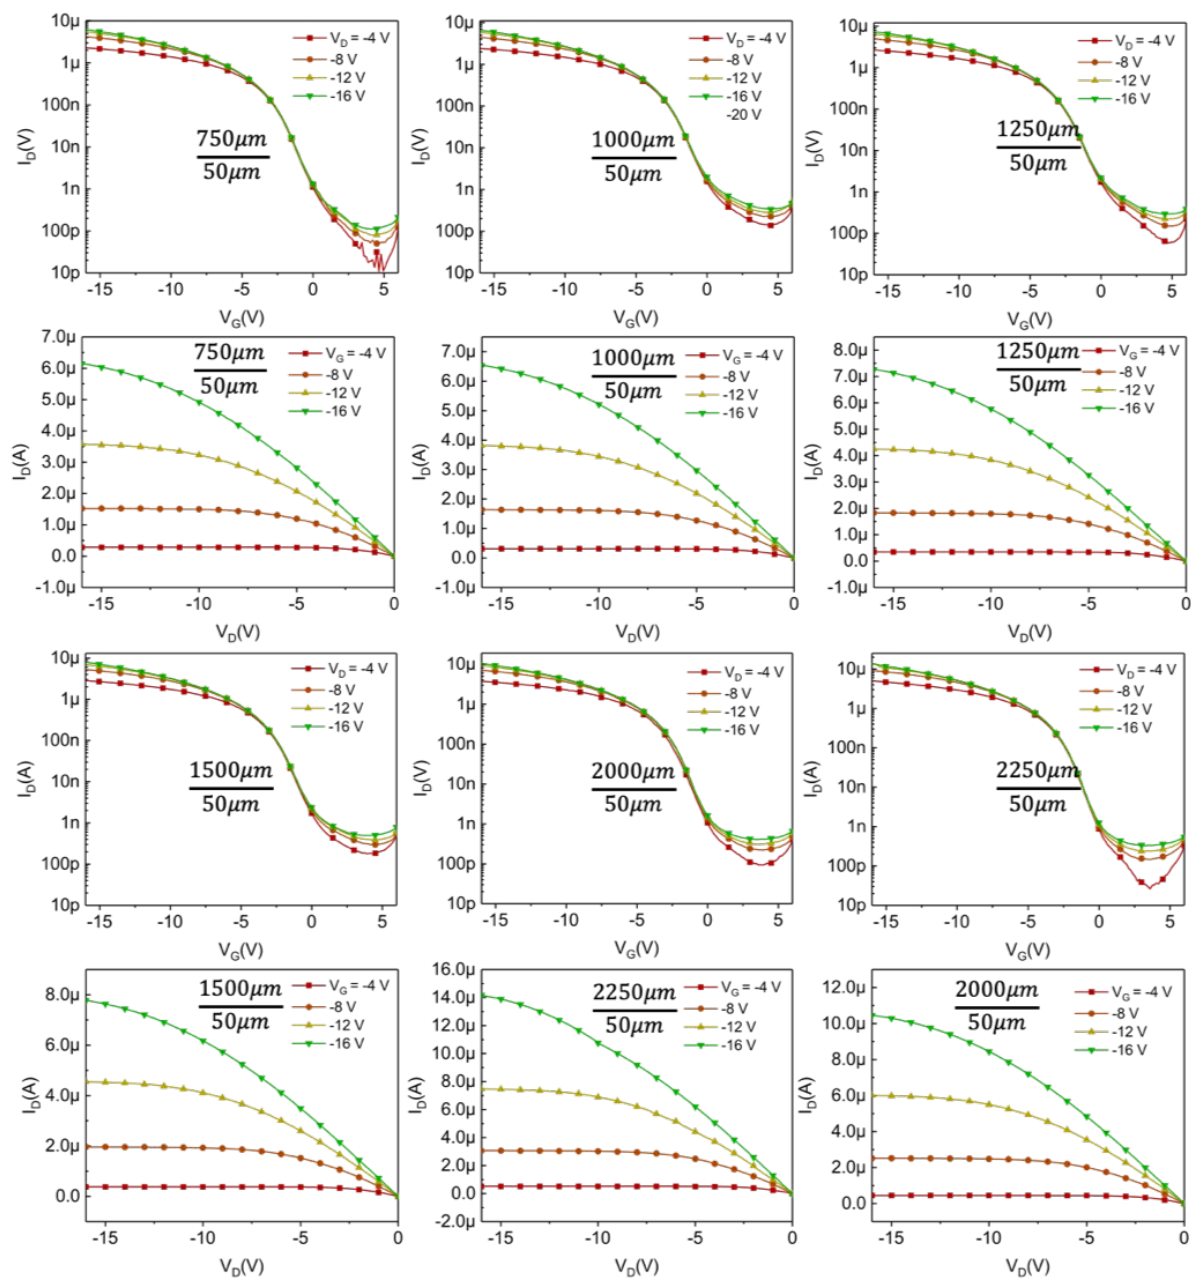 10μ
1μ
100n
10n
1n
100p
10p
I_D(V)
V_D = -4 V
-8 V
-12 V
-16 V
750μm
50μm
-15 -10 -5 0 5
V_G(V)
10μ
1μ
100n
10n
1n
100p
10p
I_D(V)
V_D = -4 V
-8 V
-12 V
-16 V
-20 V
1000μm
50μm
-15 -10 -5 0 5
V_G(V)
10μ
1μ
100n
10n
1n
100p
10p
I_D(V)
V_D = -4 V
-8 V
-12 V
-16 V
1250μm
50μm
-15 -10 -5 0 5
V_G(V)
7.0μ
6.0μ
5.0μ
4.0μ
3.0μ
2.0μ
1.0μ
0.0
-1.0μ
I_D(A)
750μm
50μm
V_G = -4 V
-8 V
-12 V
-16 V
-15 -10 -5 0
V_D(V)
7.0μ
6.0μ
5.0μ
4.0μ
3.0μ
2.0μ
1.0μ
0.0
-1.0μ
I_D(A)
1000μm
50μm
V_G = -4 V
-8 V
-12 V
-16 V
-15 -10 -5 0
V_D(V)
8.0μ
7.0μ
6.0μ
5.0μ
4.0μ
3.0μ
2.0μ
1.0μ
0.0
-1.0μ
I_D(A)
1250μm
50μm
V_G = -4 V
-8 V
-12 V
-16 V
-15 -10 -5 0
V_D(V)
10μ
1μ
100n
10n
1n
100p
10p
I_D(A)
V_D = -4 V
-8 V
-12 V
-16 V
1500μm
50μm
-15 -10 -5 0 5
V_G(V)
10μ
1μ
100n
10n
1n
100p
10p
I_D(V)
V_D = -4 V
-8 V
-12 V
-16 V
2000μm
50μm
-15 -10 -5 0 5
V_G(V)
10μ
1μ
100n
10n
1n
100p
10p
I_D(A)
V_D = -4 V
-8 V
-12 V
-16 V
2250μm
50μm
-15 -10 -5 0 5
V_G(V)
8.0μ
6.0μ
4.0μ
2.0μ
0.0
I_D(A)
1500μm
50μm
V_G = -4 V
-8 V
-12 V
-16 V
-15 -10 -5 0
V_D(V)
16.0μ
14.0μ
12.0μ
10.0μ
8.0μ
6.0μ
4.0μ
2.0μ
0.0
-2.0μ
I_D(A)
2250μm
50μm
V_G = -4 V
-8 V
-12 V
-16 V
-15 -10 -5 0
V_D(V)
12.0μ
10.0μ
8.0μ
6.0μ
4.0μ
2.0μ
0.0
I_D(A)
2000μm
50μm
V_G = -4 V
-8 V
-12 V
-16 V
-15 -10 -5 0
V_D(V)